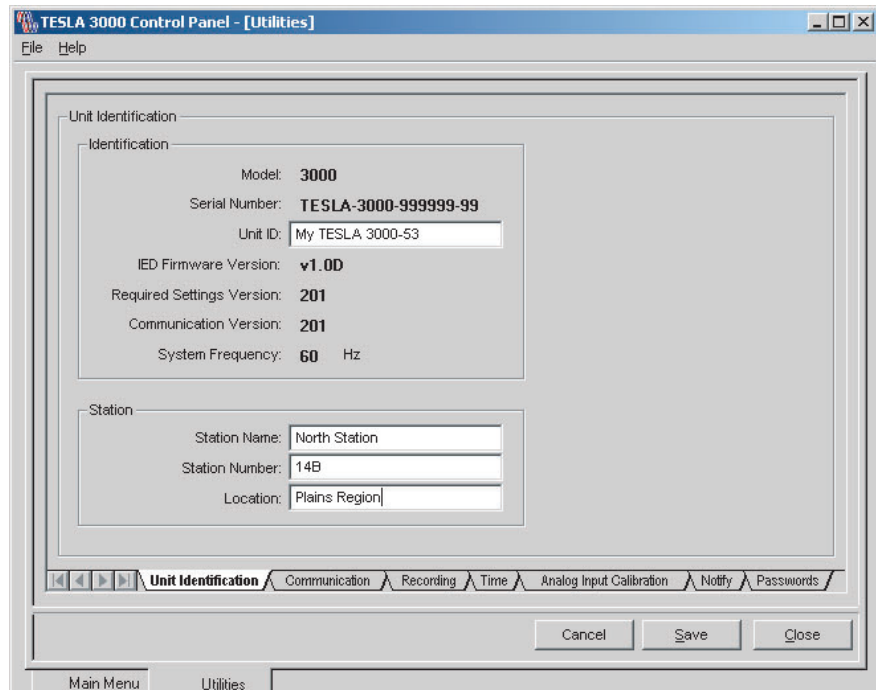 TESLA 3000 Control Panel - [Utilities]
File Help
Unit Identification
Identification
Model: 3000
Serial Number: TESLA-3000-999999-99
Unit ID: My TESLA 3000-53
IED Firmware Version: v1.0D
Required Settings Version: 201
Communication Version: 201
System Frequency: 60 Hz
Station
Station Name: North Station
Station Number: 14B
Location: Plains Region
Unit Identification Communication Recording Time Analog Input Calibration Notify Passwords
Cancel Save Close
Main Menu Utilities